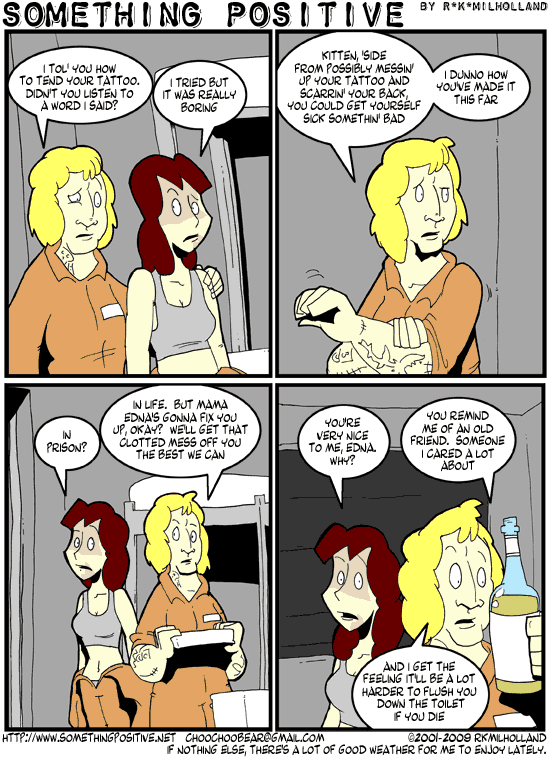 SOMETHING POSITIVE
BY R*K*MILHOLLAND
I TOL' YOU HOW
TO TEND YOUR TATTOO.
DIDN'T YOU LISTEN TO
A WORD I SAID?
I TRIED BUT
IT WAS REALLY
BORING
KITTEN, 'SIDE
FROM POSSIBLY MESSIN'
UP YOUR TATTOO AND
SCARRIN' YOUR BACK,
YOU COULD GET YOURSELF
SICK SOMETHIN' BAD
I DUNNO HOW
YOU'VE MADE IT
THIS FAR
IN
PRISON?
IN LIFE. BUT MAMA
EDNA'S GONNA FIX YOU
UP, OKAY? WE'LL GET THAT
CLOTTED MESS OFF YOU
THE BEST WE CAN
YOU'RE
VERY NICE
TO ME, EDNA.
WHY?
YOU REMIND
ME OF AN OLD
FRIEND. SOMEONE
I CARED A LOT
ABOUT
AND I GET THE
FEELING IT'LL BE A LOT
HARDER TO FLUSH YOU
DOWN THE TOILET
IF YOU DIE
HTTP://WWW.SOMETHINGPOSITIVE.NET CHOOCHOOBEAR@GMAIL.COM ©2001-2009 RKMILHOLLAND
IF NOTHING ELSE, THERE'S A LOT OF GOOD WEATHER FOR ME TO ENJOY LATELY.